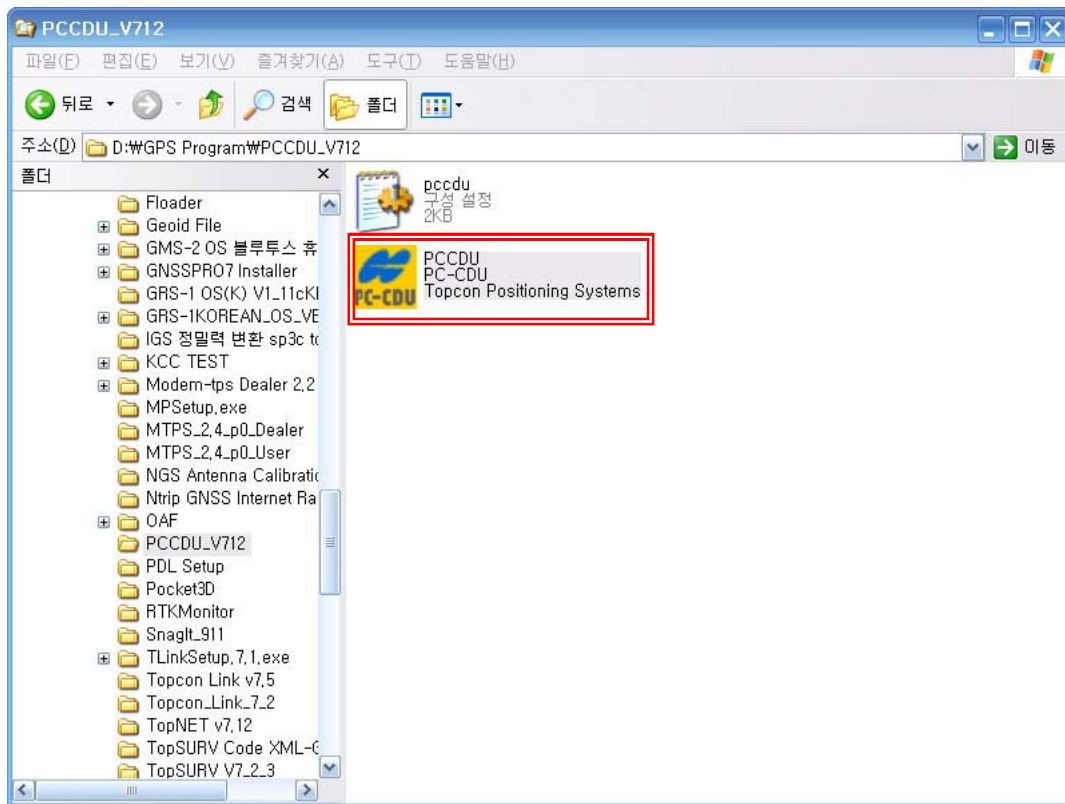 PCCDU_V712
파일(F) 편집(E) 보기(V) 즐겨찾기(A) 도구(T) 도움말(H)
뒤로 검색 폴더
주소(D) D:₩GPS Program₩PCCDU_V712 이동
폴더
Floader
Geoid File
GMS-2 OS 블루투스 휴
GNSSPRO7 Installer
GRS-1 OS(K) V1_11cKI
GRS-1KOREAN_OS_VE
IGS 정밀력 변환 sp3c to
KCC TEST
Modem-tps Dealer 2,2
MPSetup.exe
MTPS_2,4_p0_Dealer
MTPS_2,4_p0_User
NGS Antenna Calibratio
Ntrip GNSS Internet Ra
OAF
PCCDU_V712
PDL Setup
Pocket3D
RTKMonitor
SnagIt_911
TLinkSetup.7.1.exe
Topcon Link v7.5
Topcon_Link_7_2
TopNET v7.12
TopSURV Code XML-G
TopSURV V7_2_3
pccdu
구성 설정
2KB
PC-CDU
PCCDU
PC-CDU
Topcon Positioning Systems